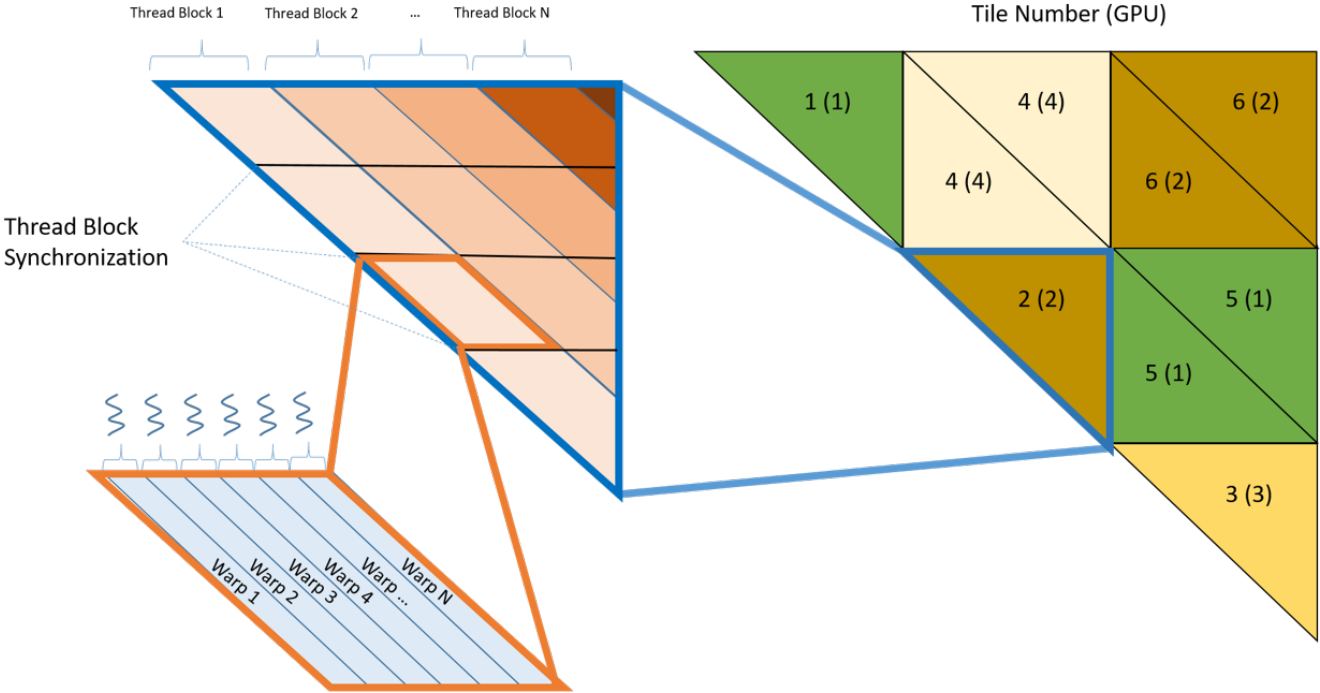 Thread Block 1
Thread Block 2
...
Thread Block N
Tile Number (GPU)
1 (1)
4 (4)
6 (2)
4 (4)
6 (2)
Thread Block
Synchronization
2 (2)
5 (1)
5 (1)
3 (3)
Warp 1
Warp 2
Warp 3
Warp 4
Warp ...
Warp N